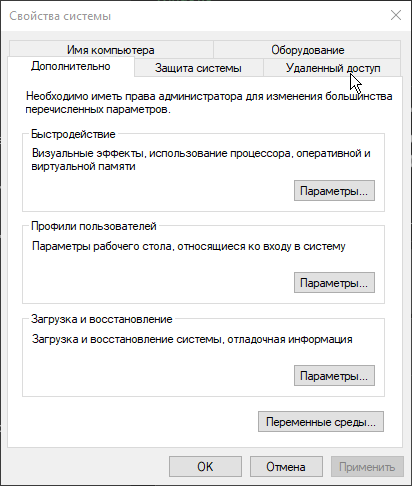 Свойства системы
Имя компьютера
Оборудование
Дополнительно
Защита системы
Удаленный доступ
Необходимо иметь права администратора для изменения большинства
перечисленных параметров.
Быстродействие
Визуальные эффекты, использование процессора, оперативной и
виртуальной памяти
Параметры...
Профили пользователей
Параметры рабочего стола, относящиеся ко входу в систему
Параметры...
Загрузка и восстановление
Загрузка и восстановление системы, отладочная информация
Параметры...
Переменные среды...
OK
Отмена
Применить